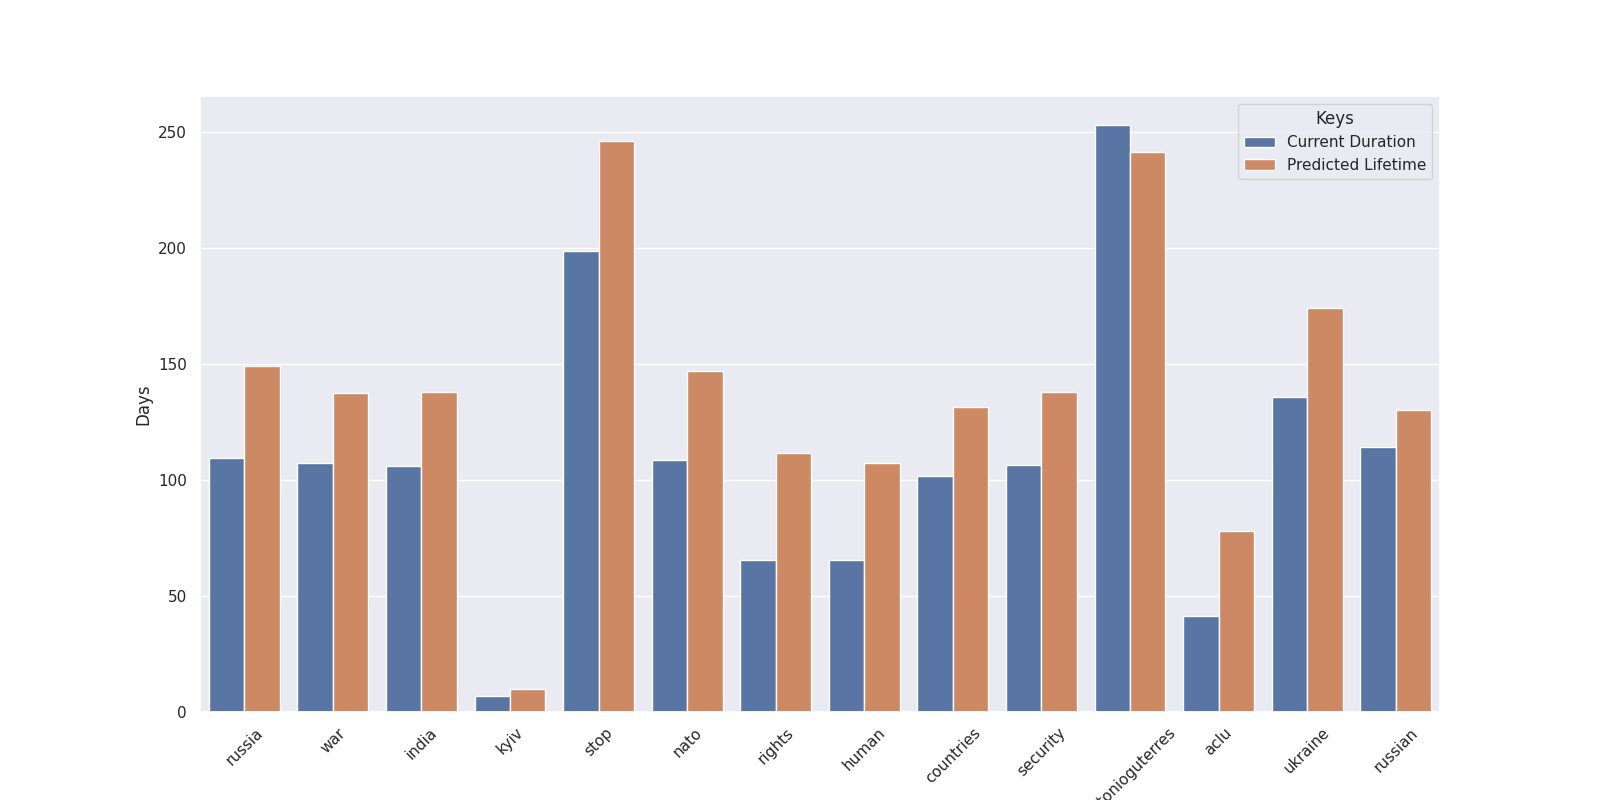 Keys
Current Duration
Predicted Lifetime
Days
250
200
150
100
50
0
russia
war
india
kyiv
stop
nato
rights
human
countries
security
tonioguterres
aclu
ukraine
russian